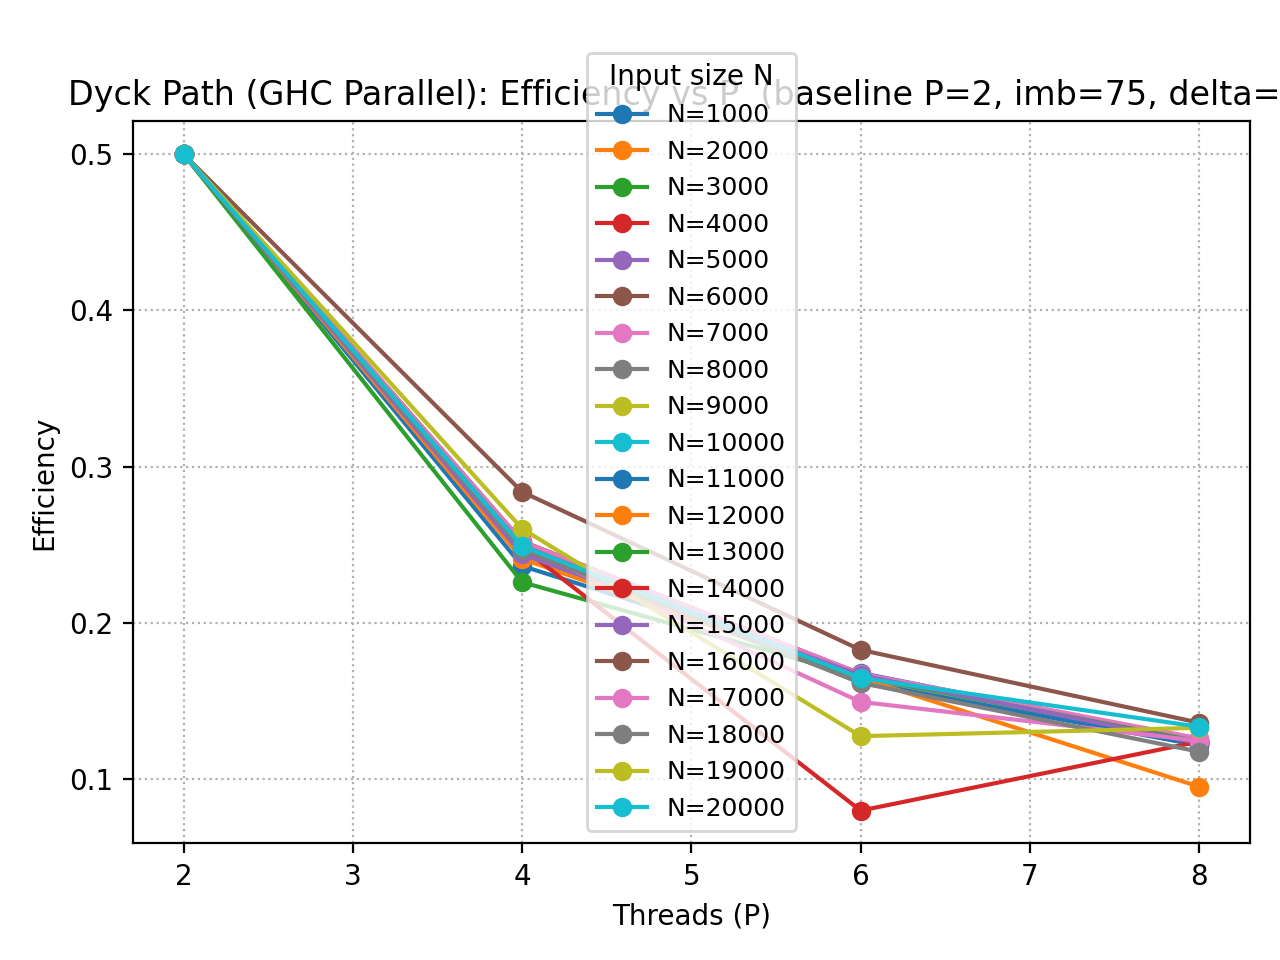 Dyck Path (GHC Parallel): Efficiency vs P (baseline P=2, imb=75, delta=
Input size N
N=1000
N=2000
N=3000
N=4000
N=5000
N=6000
N=7000
N=8000
N=9000
N=10000
N=11000
N=12000
N=13000
N=14000
N=15000
N=16000
N=17000
N=18000
N=19000
N=20000
Efficiency
0.5
0.4
0.3
0.2
0.1
2 3 4 5 6 7 8
Threads (P)